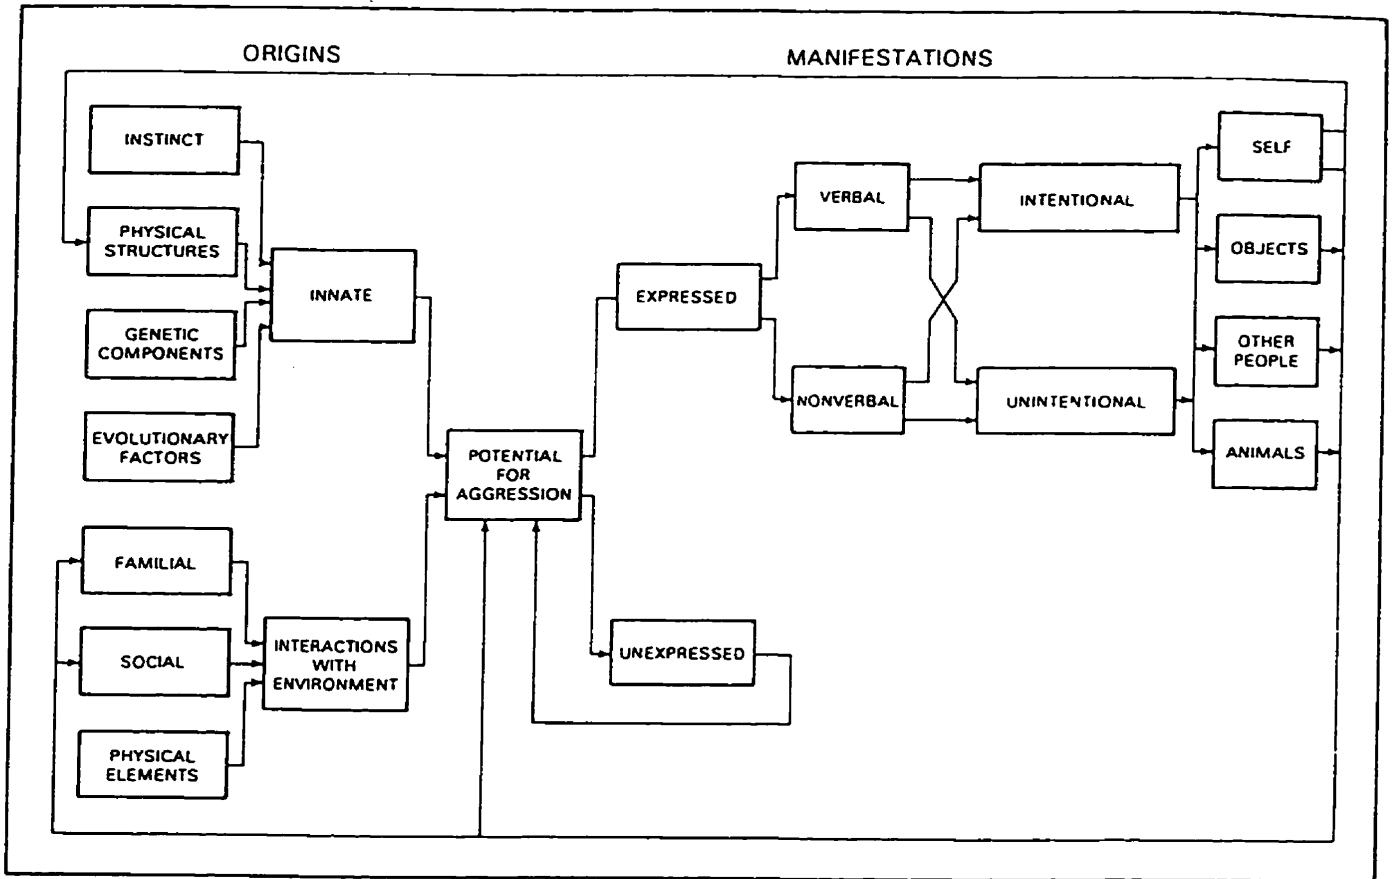 ORIGINS
MANIFESTATIONS
INSTINCT
PHYSICAL
STRUCTURES
GENETIC
COMPONENTS
EVOLUTIONARY
FACTORS
INNATE
FAMILIAL
SOCIAL
PHYSICAL
ELEMENTS
INTERACTIONS
WITH
ENVIRONMENT
POTENTIAL
FOR
AGGRESSION
EXPRESSED
UNEXPRESSED
VERBAL
NONVERBAL
INTENTIONAL
UNINTENTIONAL
SELF
OBJECTS
OTHER
PEOPLE
ANIMALS